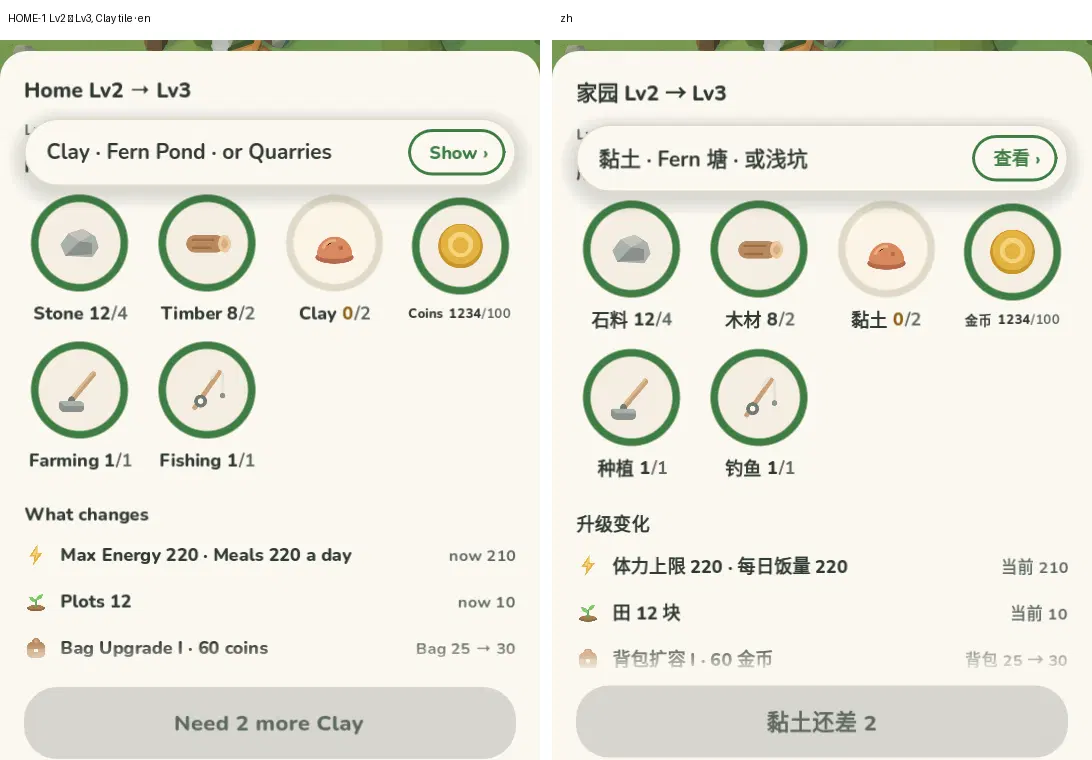 HOME-1 Lv2 Lv3, Clay tile · en
zh
Home Lv2 → Lv3
Clay · Fern Pond · or Quarries
Show ›
Stone 12/4
Timber 8/2
Clay 0/2
Coins 1234/100
Farming 1/1
Fishing 1/1
What changes
Max Energy 220 · Meals 220 a day
now 210
Plots 12
now 10
Bag Upgrade I · 60 coins
Bag 25 → 30
Need 2 more Clay
家园 Lv2 → Lv3
黏土 · Fern 塘 · 或浅坑
查看 ›
石料 12/4
木材 8/2
黏土 0/2
金币 1234/100
种植 1/1
钓鱼 1/1
升级变化
体力上限 220 · 每日饭量 220
当前 210
田 12 块
当前 10
背包扩容 I · 60 金币
背包 25 → 30
黏土还差 2